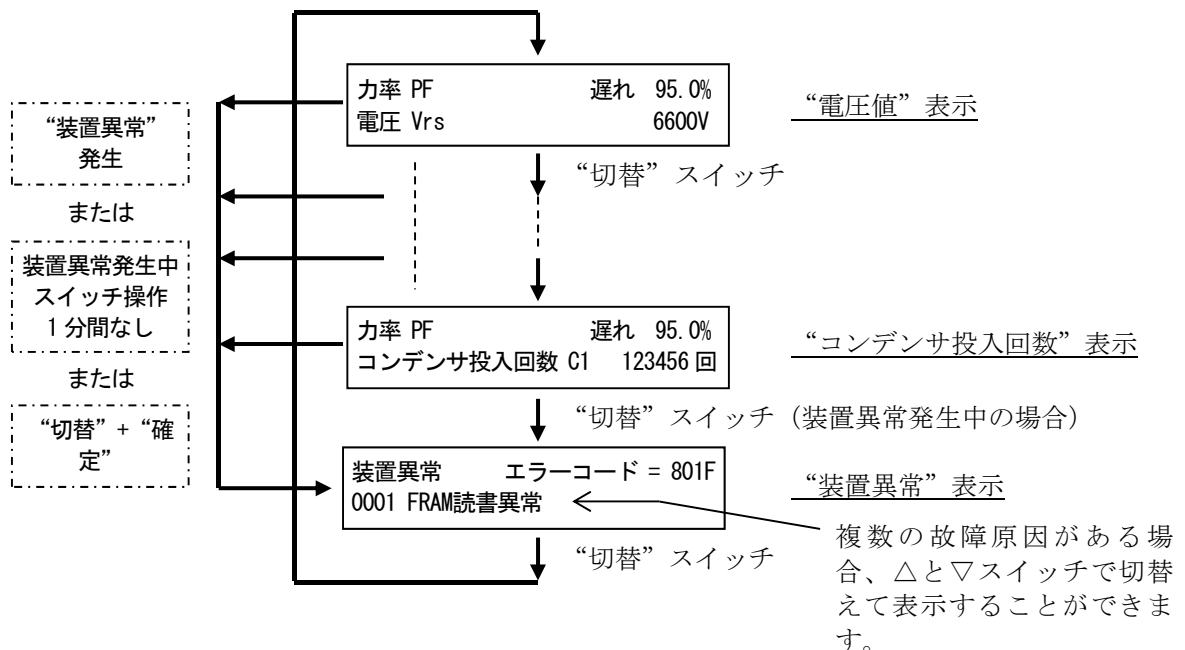 力率 PF 遅れ 95.0%
電圧 Vrs 6600V
“電圧値”表示
“装置異常”
発生
または
装置異常発生中
スイッチ操作
1分間なし
または
“切替”+“確
定”
“切替”スイッチ
力率 PF 遅れ 95.0%
コンデンサ投入回数 C1 123456回
“コンデンサ投入回数”表示
“切替”スイッチ（装置異常発生中の場合）
装置異常 エラーコード = 801F
0001 FRAM読書異常
“装置異常”表示
“切替”スイッチ
複数の故障原因がある場
合、△と▽スイッチで切替
えて表示することができま
す。